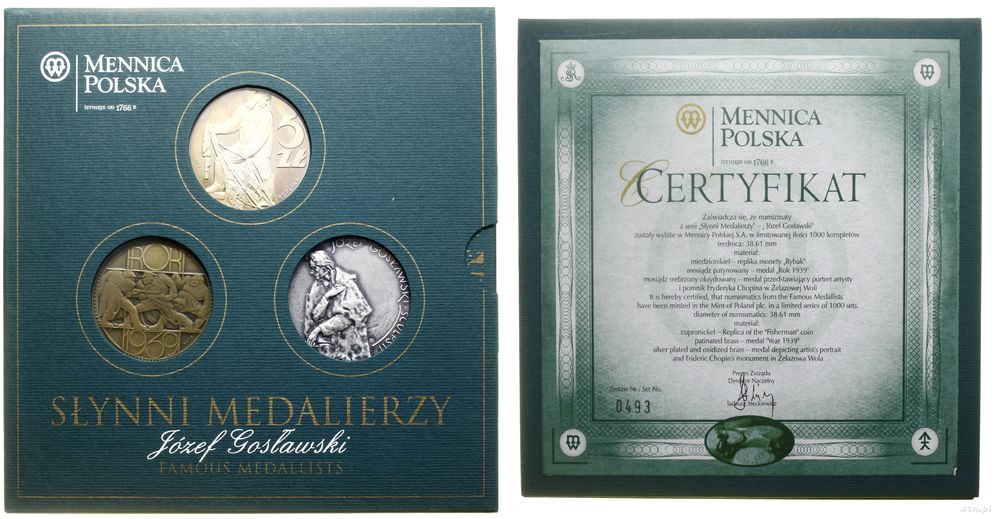 MENNICA
POLSKA
ISTNIEJE OD 1766 R.
5
ZŁ
ROK
1939
JÓZEF GOSŁAWSKI SCULPSIT
SŁYNNI MEDALIERZY
Józef Gosławski
FAMOUS MEDALLISTS
MENNICA
POLSKA
ISTNIEJE OD 1766 R.
CERTYFIKAT
Zaświadcza się, że numizmaty
z serii „Słynni Medalierzy" – „Józef Gosławski"
zostały wybite w Mennicy Polskiej S.A. w limitowanej ilości 1000 kompletów
średnica: 38.61 mm
materiał:
miedzionikiel – replika monety „Rybak"
mosiądz patynowany – medal „Rok 1939"
mosiądz srebrzony oksydowany – medal przedstawiający portret artysty
i pomnik Fryderyka Chopina w Żelazowej Woli
It is hereby certified, that numismatics from the Famous Medallists
have been minted in the Mint of Poland plc. in a limited series of 1000 sets.
diameter of numismatics: 38.61 mm
material:
cupronickel – Replica of the "Fisherman" coin
patinated brass – medal "Year 1939"
silver plated and oxidized brass – medal depicting artist's portrait
and Frideric Chopin's monument in Żelazowa Wola
Prezes Zarządu
Dyrektor Naczelny
Zestaw Nr / Set No.
0493
Tadeusz Steckiewicz
wcn.pl